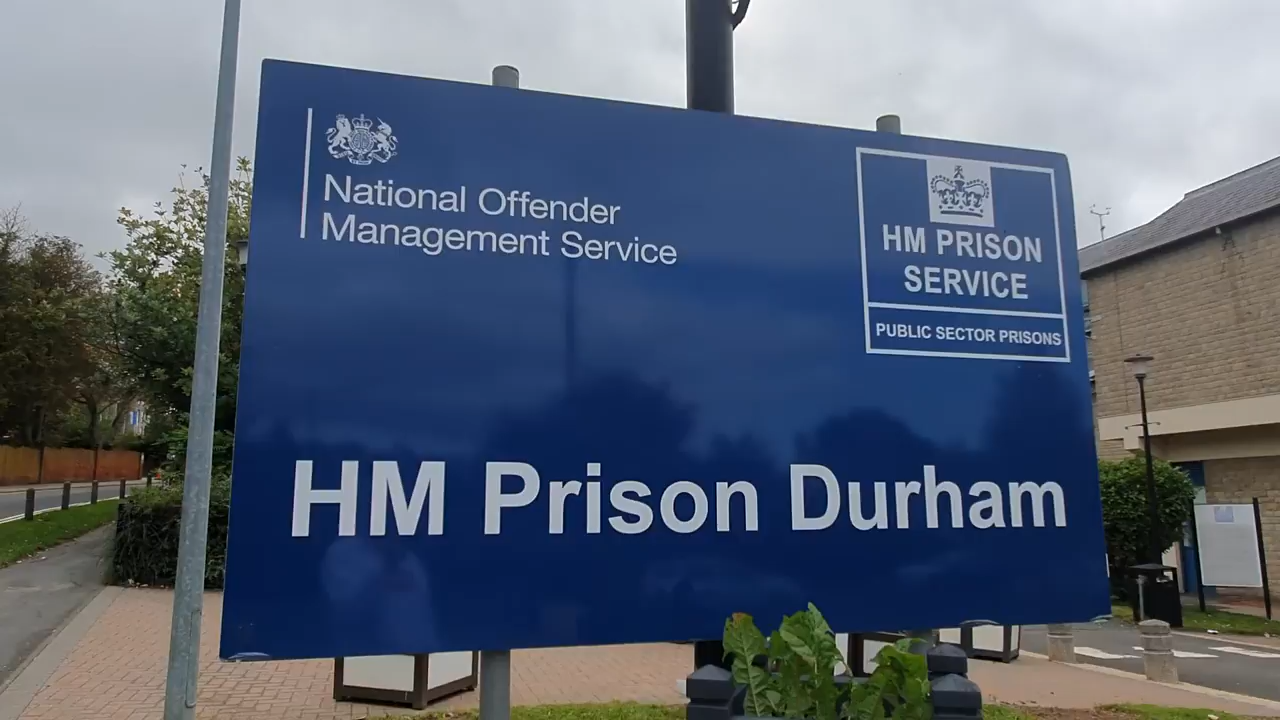 National Offender
Management Service
HM PRISON
SERVICE
PUBLIC SECTOR PRISONS
HM Prison Durham